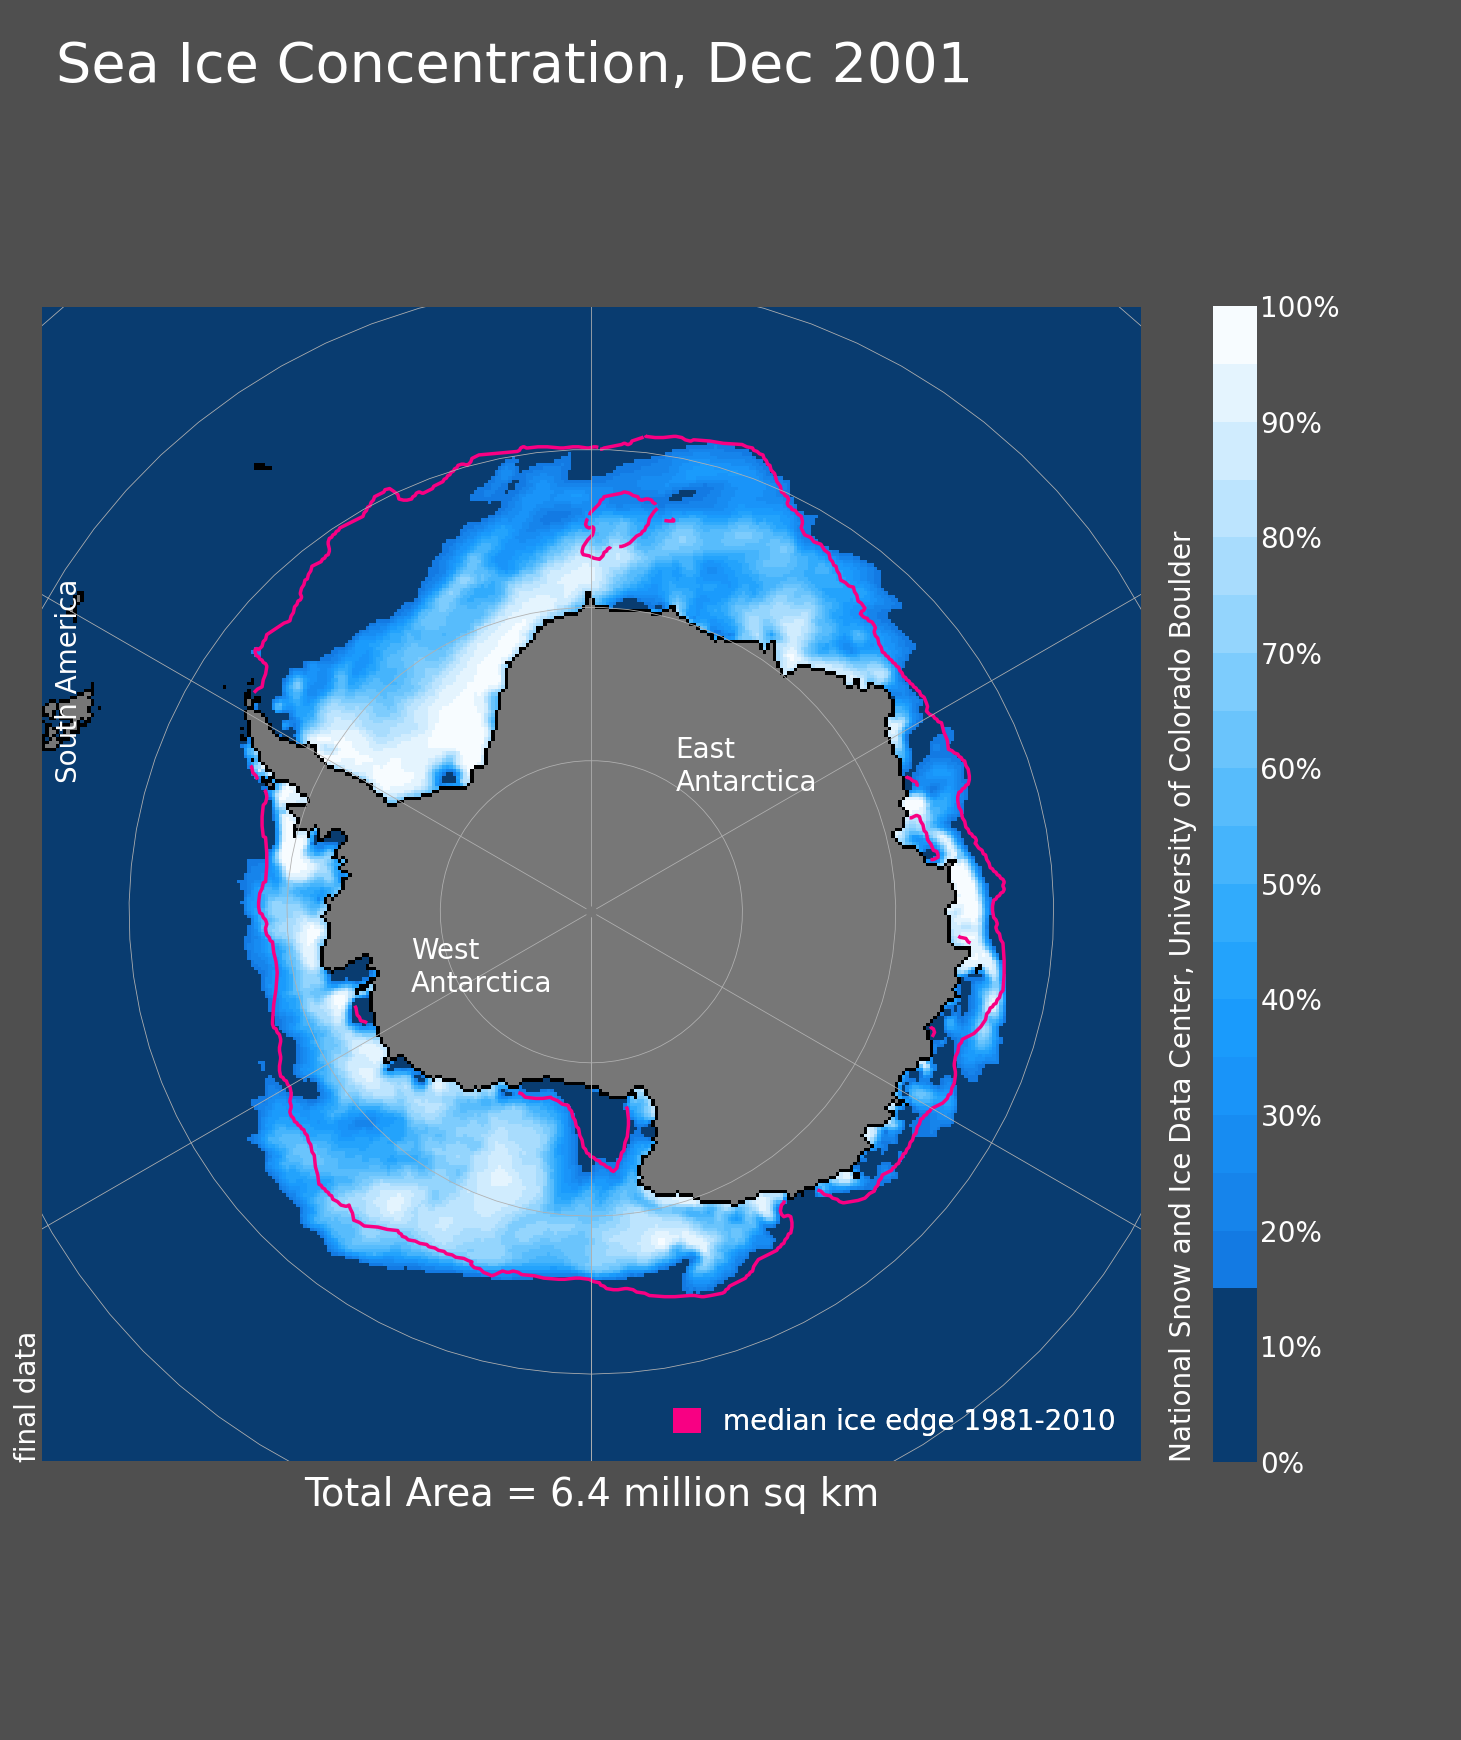 Sea Ice Concentration, Dec 2001
South America
East
Antarctica
West
Antarctica
final data
median ice edge 1981-2010
Total Area = 6.4 million sq km
National Snow and Ice Data Center, University of Colorado Boulder
100%
90%
80%
70%
60%
50%
40%
30%
20%
10%
0%